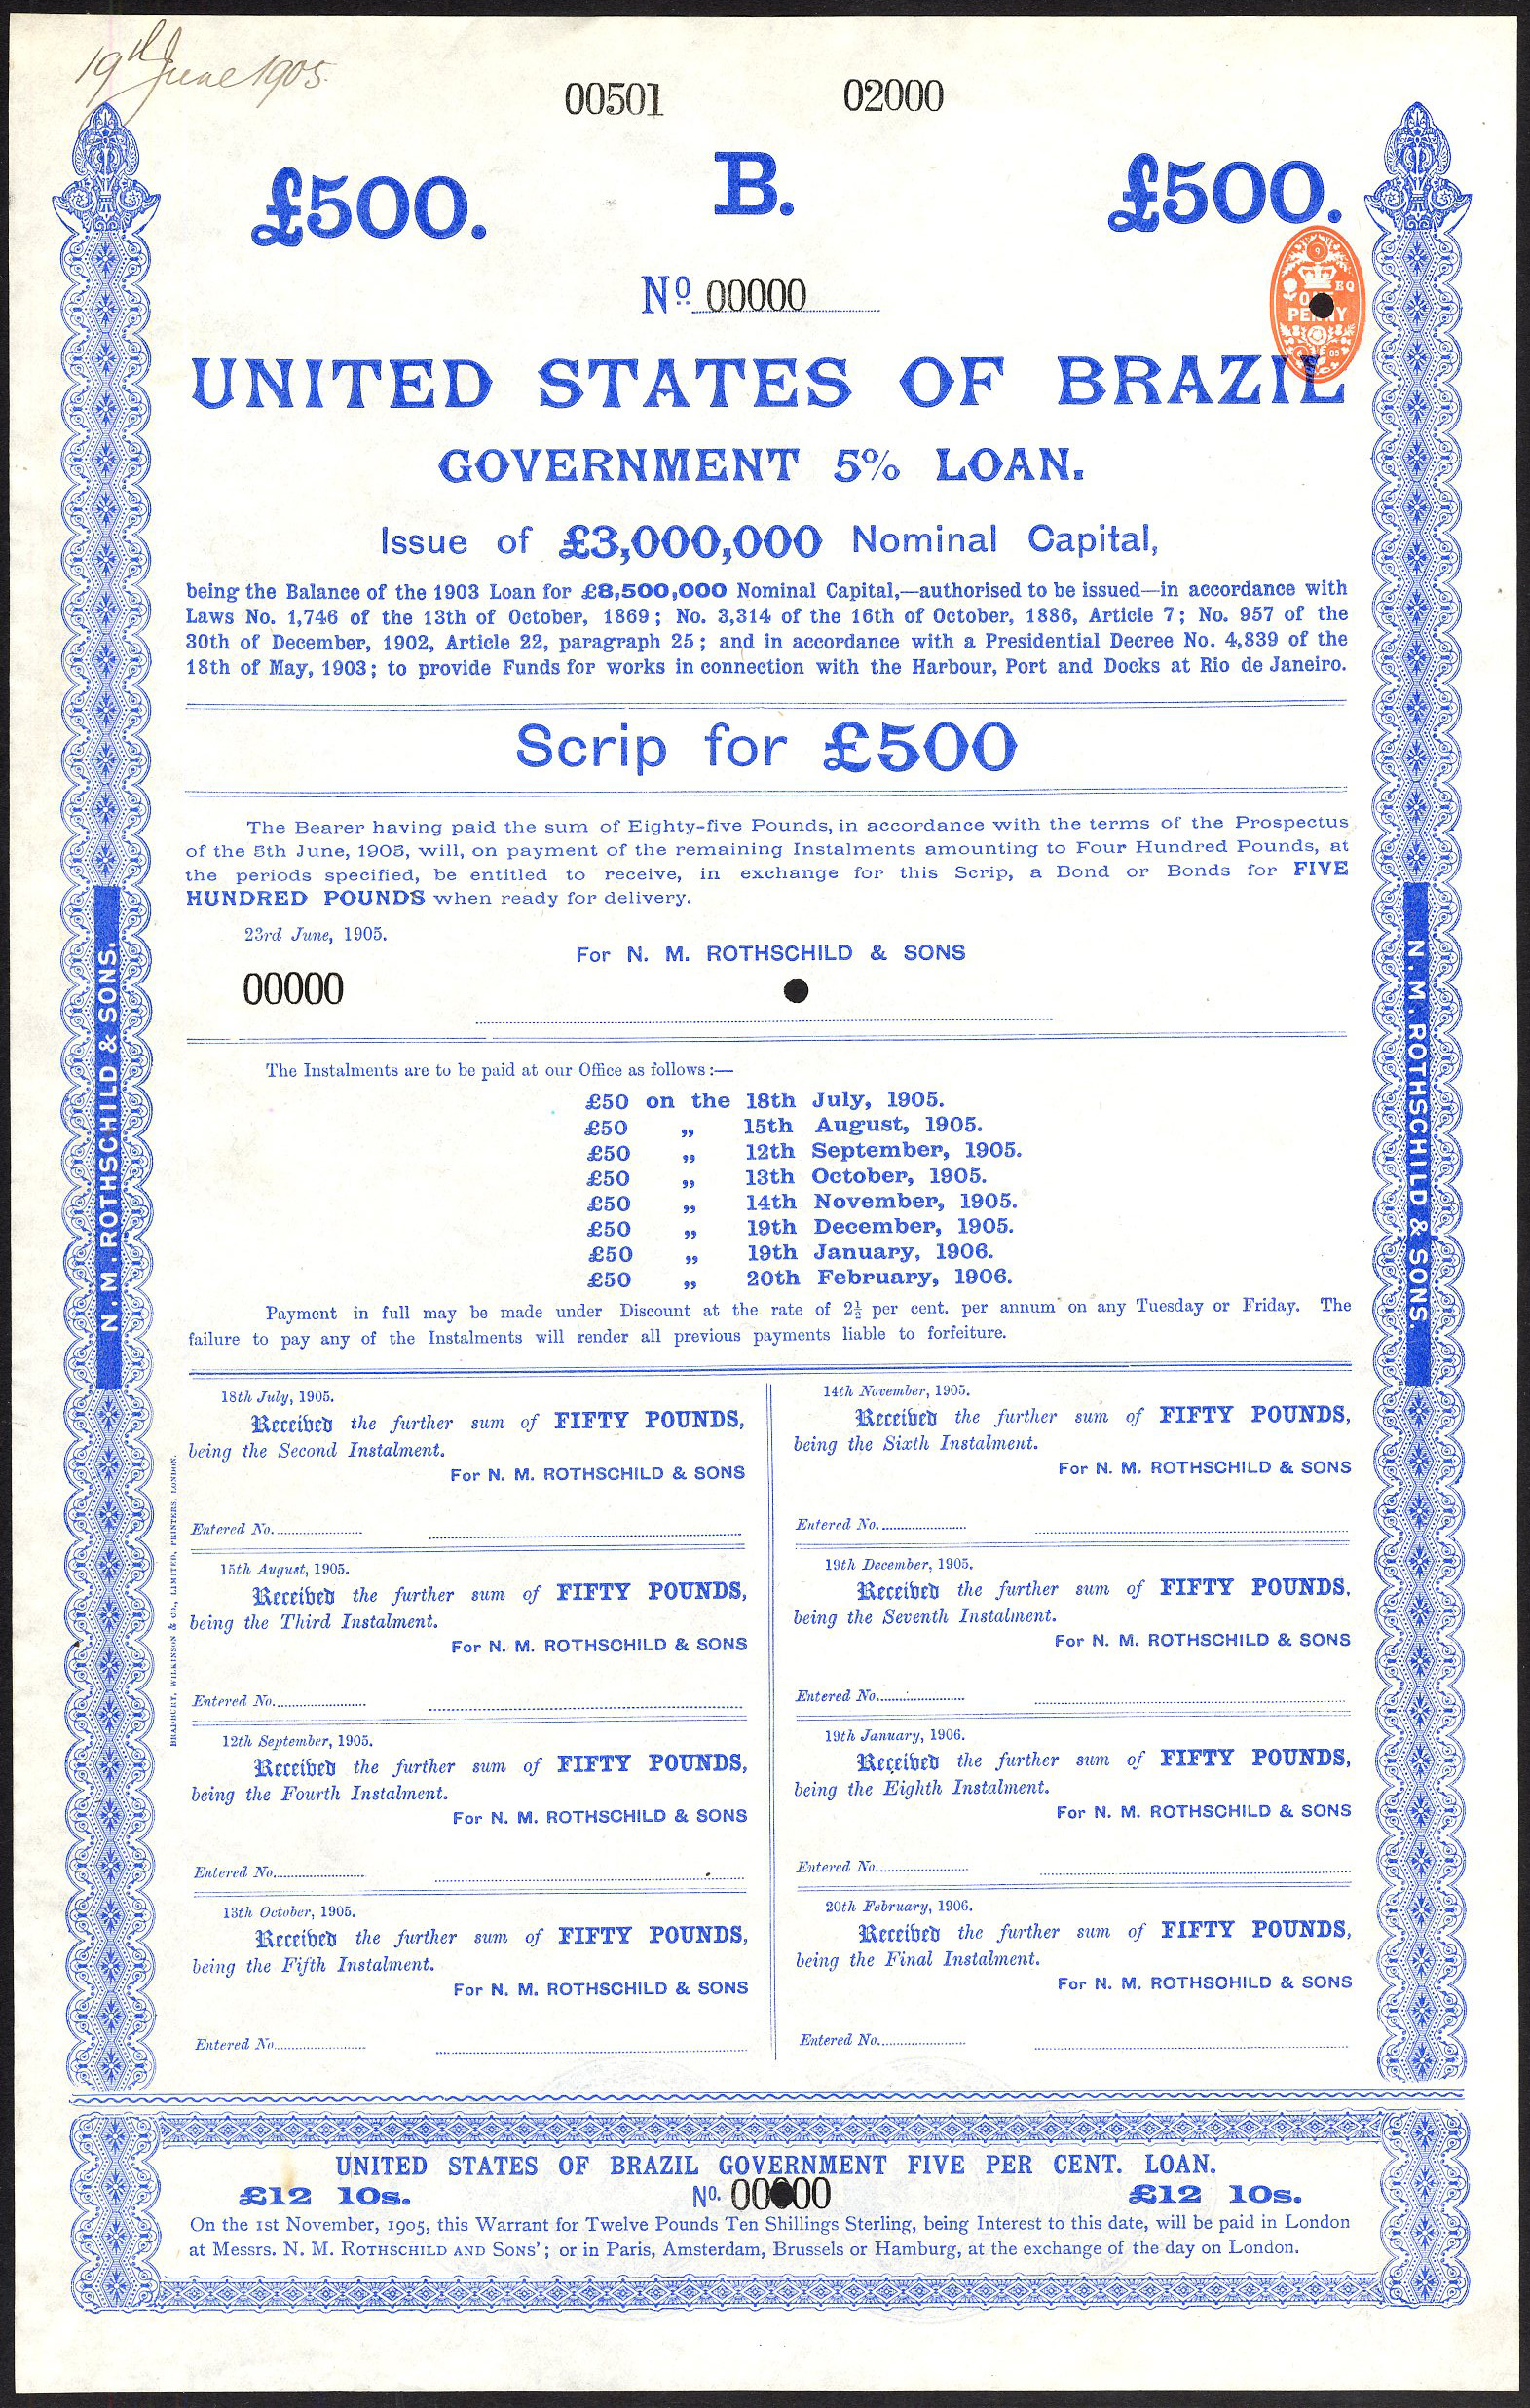 19th June 1905.
00501 02000
£500. B. £500.
Nº 00000
ONE PENNY
EQ
9
05
UNITED STATES OF BRAZIL
GOVERNMENT 5% LOAN.
Issue of £3,000,000 Nominal Capital,
being the Balance of the 1903 Loan for £8,500,000 Nominal Capital,—authorised to be issued—in accordance with
Laws No. 1,746 of the 13th of October, 1869; No. 3,314 of the 16th of October, 1886, Article 7; No. 957 of the
30th of December, 1902, Article 22, paragraph 25; and in accordance with a Presidential Decree No. 4,839 of the
18th of May, 1903; to provide Funds for works in connection with the Harbour, Port and Docks at Rio de Janeiro.
Scrip for £500
The Bearer having paid the sum of Eighty-five Pounds, in accordance with the terms of the Prospectus
of the 5th June, 1905, will, on payment of the remaining Instalments amounting to Four Hundred Pounds, at
the periods specified, be entitled to receive, in exchange for this Scrip, a Bond or Bonds for FIVE
HUNDRED POUNDS when ready for delivery.
23rd June, 1905.
For N. M. ROTHSCHILD & SONS
00000
The Instalments are to be paid at our Office as follows:—
£50 on the 18th July, 1905.
£50 „ 15th August, 1905.
£50 „ 12th September, 1905.
£50 „ 13th October, 1905.
£50 „ 14th November, 1905.
£50 „ 19th December, 1905.
£50 „ 19th January, 1906.
£50 „ 20th February, 1906.
Payment in full may be made under Discount at the rate of 2½ per cent. per annum on any Tuesday or Friday. The
failure to pay any of the Instalments will render all previous payments liable to forfeiture.
N. M. ROTHSCHILD & SONS.
N. M. ROTHSCHILD & SONS.
BRADBURY, WILKINSON & CO., LIMITED, PRINTERS, LONDON.
18th July, 1905.
Received the further sum of FIFTY POUNDS,
being the Second Instalment.
For N. M. ROTHSCHILD & SONS
Entered No.
15th August, 1905.
Received the further sum of FIFTY POUNDS,
being the Third Instalment.
For N. M. ROTHSCHILD & SONS
Entered No.
12th September, 1905.
Received the further sum of FIFTY POUNDS,
being the Fourth Instalment.
For N. M. ROTHSCHILD & SONS
Entered No.
13th October, 1905.
Received the further sum of FIFTY POUNDS,
being the Fifth Instalment.
For N. M. ROTHSCHILD & SONS
Entered No.
14th November, 1905.
Received the further sum of FIFTY POUNDS,
being the Sixth Instalment.
For N. M. ROTHSCHILD & SONS
Entered No.
19th December, 1905.
Received the further sum of FIFTY POUNDS,
being the Seventh Instalment.
For N. M. ROTHSCHILD & SONS
Entered No.
19th January, 1906.
Received the further sum of FIFTY POUNDS,
being the Eighth Instalment.
For N. M. ROTHSCHILD & SONS
Entered No.
20th February, 1906.
Received the further sum of FIFTY POUNDS,
being the Final Instalment.
For N. M. ROTHSCHILD & SONS
Entered No.
UNITED STATES OF BRAZIL GOVERNMENT FIVE PER CENT. LOAN.
£12 10s. No. 00000 £12 10s.
On the 1st November, 1905, this Warrant for Twelve Pounds Ten Shillings Sterling, being Interest to this date, will be paid in London
at Messrs. N. M. ROTHSCHILD AND SONS'; or in Paris, Amsterdam, Brussels or Hamburg, at the exchange of the day on London.